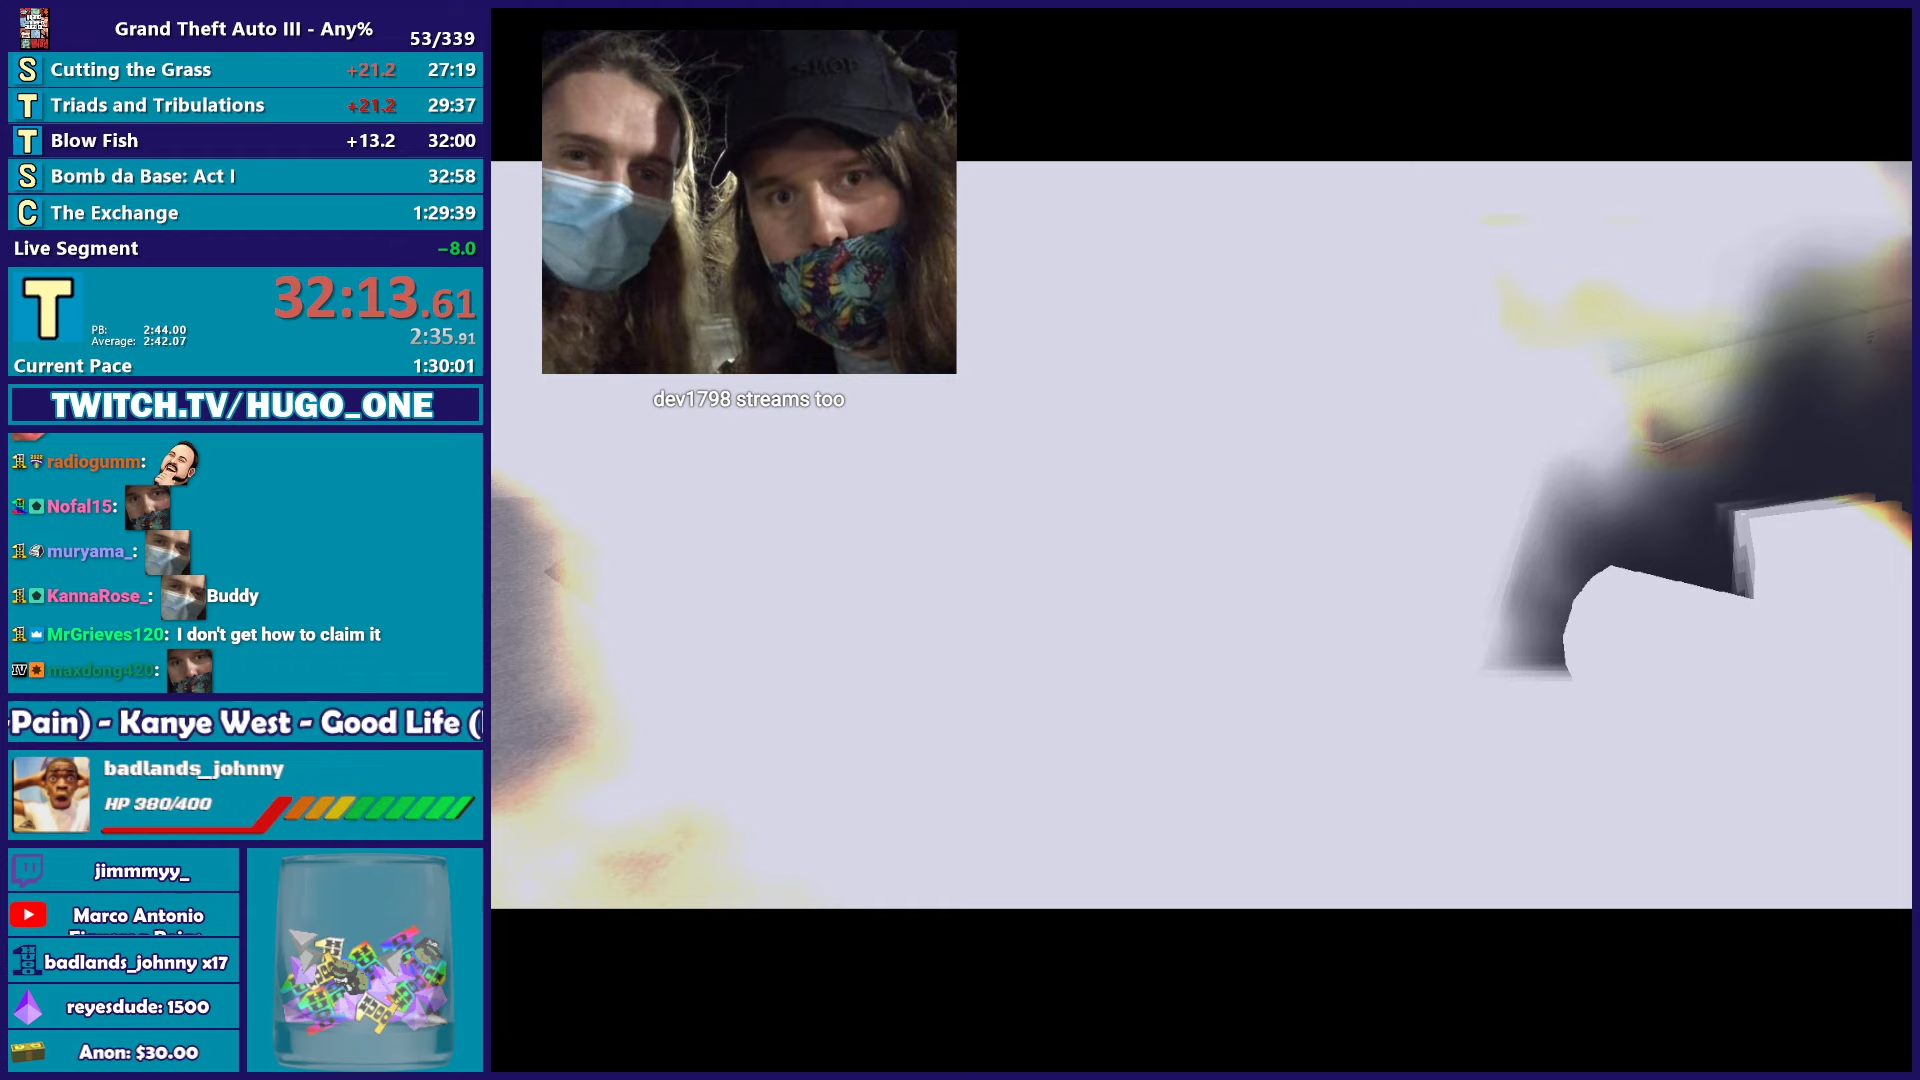 Grand Theft Auto III - Any%
53/339
S Cutting the Grass +21.2 27:19
T Triads and Tribulations +21.2 29:37
T Blow Fish +13.2 32:00
S Bomb da Base: Act I 32:58
C The Exchange 1:29:39
Live Segment −8.0
T 32:13.61
PB: 2:44.00
Average: 2:42.07
2:35.91
Current Pace 1:30:01
TWITCH.TV/HUGO_ONE
radiogumm:
Nofal15:
muryama_:
KannaRose_: Buddy
MrGrieves120: I don't get how to claim it
maxdong420:
-Pain) - Kanye West - Good Life (
badlands_johnny
HP 380/400
jimmmyy_
Marco Antonio
badlands_johnny x17
reyesdude: 1500
Anon: $30.00
SHOP
dev1798 streams too